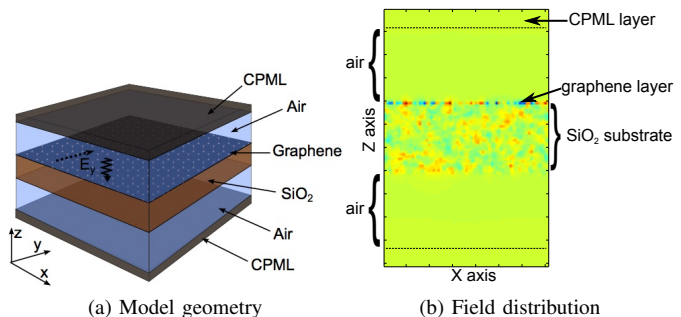 CPML
Air
Graphene
E_y
SiO₂
Air
CPML
z
y
x
(a) Model geometry
CPML layer
air
graphene layer
Z axis
SiO₂ substrate
air
X axis
(b) Field distribution